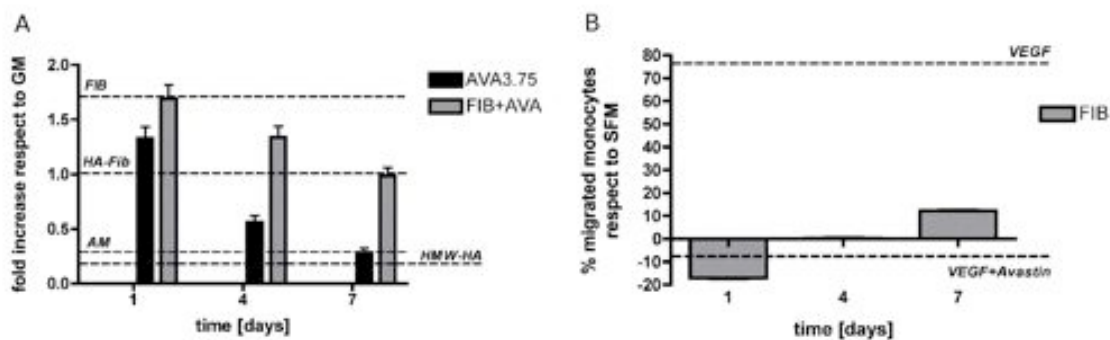 A
fold increase respect to GM
2.0
1.5
1.0
0.5
0.0
FIB
HA-Fib
AM
HMW-HA
AVA3.75
FIB+AVA
1 4 7
time [days]
B
% migrated monocytes
respect to SFM
80
70
60
50
40
30
20
10
0
-10
-20
VEGF
FIB
VEGF+Avastin
1 4 7
time [days]